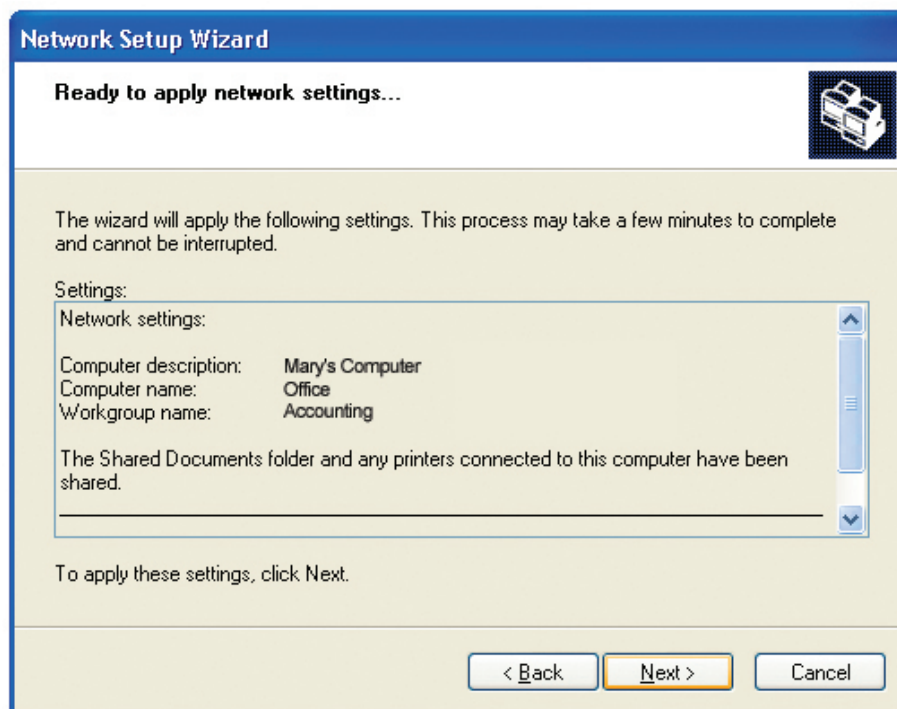 Network Setup Wizard
Ready to apply network settings...
The wizard will apply the following settings. This process may take a few minutes to complete
and cannot be interrupted.
Settings:
Network settings:
Computer description: Mary's Computer
Computer name: Office
Workgroup name: Accounting
The Shared Documents folder and any printers connected to this computer have been
shared.
To apply these settings, click Next.
< Back Next > Cancel